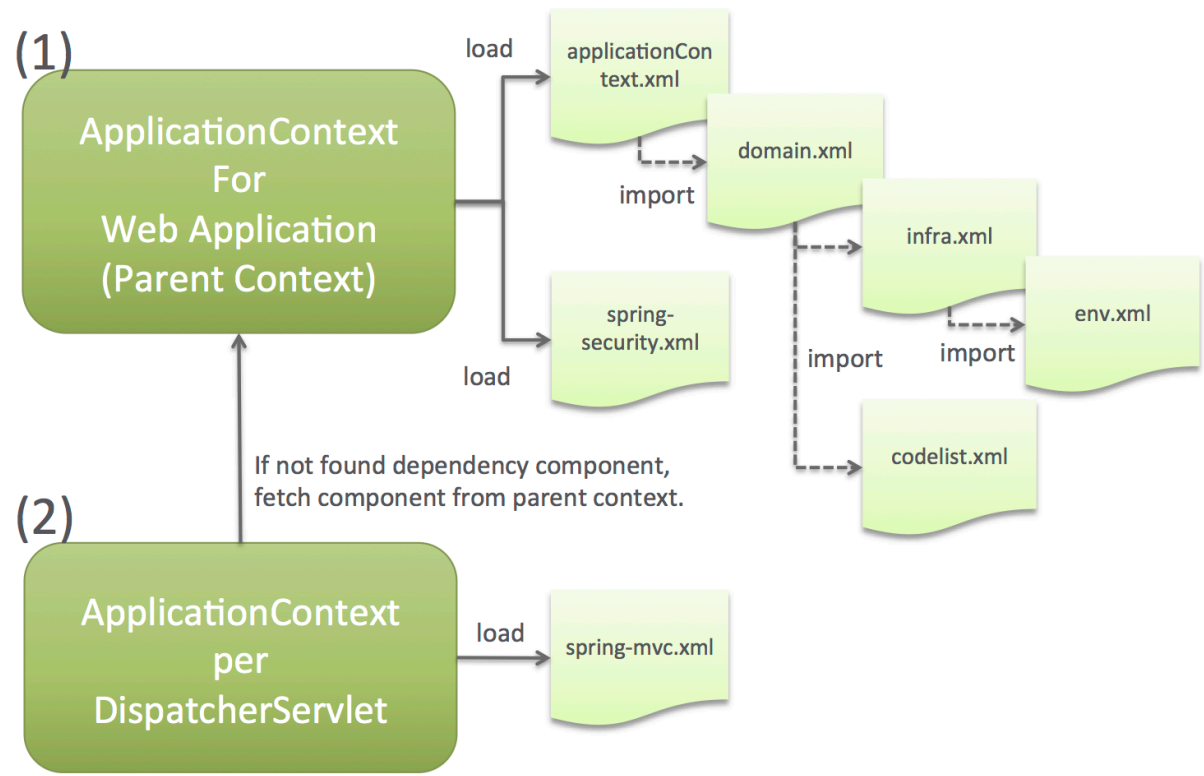 (1)
ApplicationContext
For
Web Application
(Parent Context)
load
applicationCon
text.xml
import
domain.xml
infra.xml
import
import
env.xml
codelist.xml
load
spring-
security.xml
If not found dependency component,
fetch component from parent context.
(2)
ApplicationContext
per
DispatcherServlet
load
spring-mvc.xml